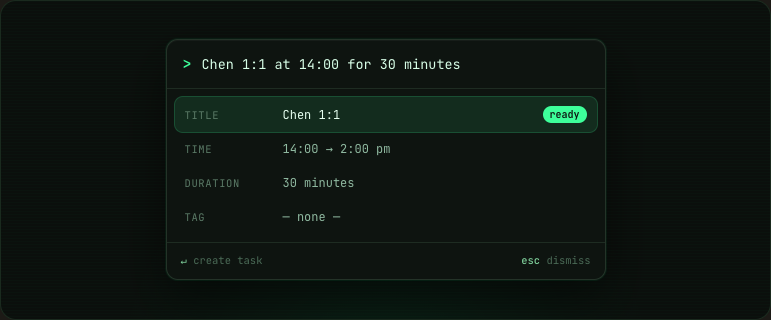 > Chen 1:1 at 14:00 for 30 minutes
TITLE Chen 1:1 ready
TIME 14:00 → 2:00 pm
DURATION 30 minutes
TAG — none —
↵ create task esc dismiss